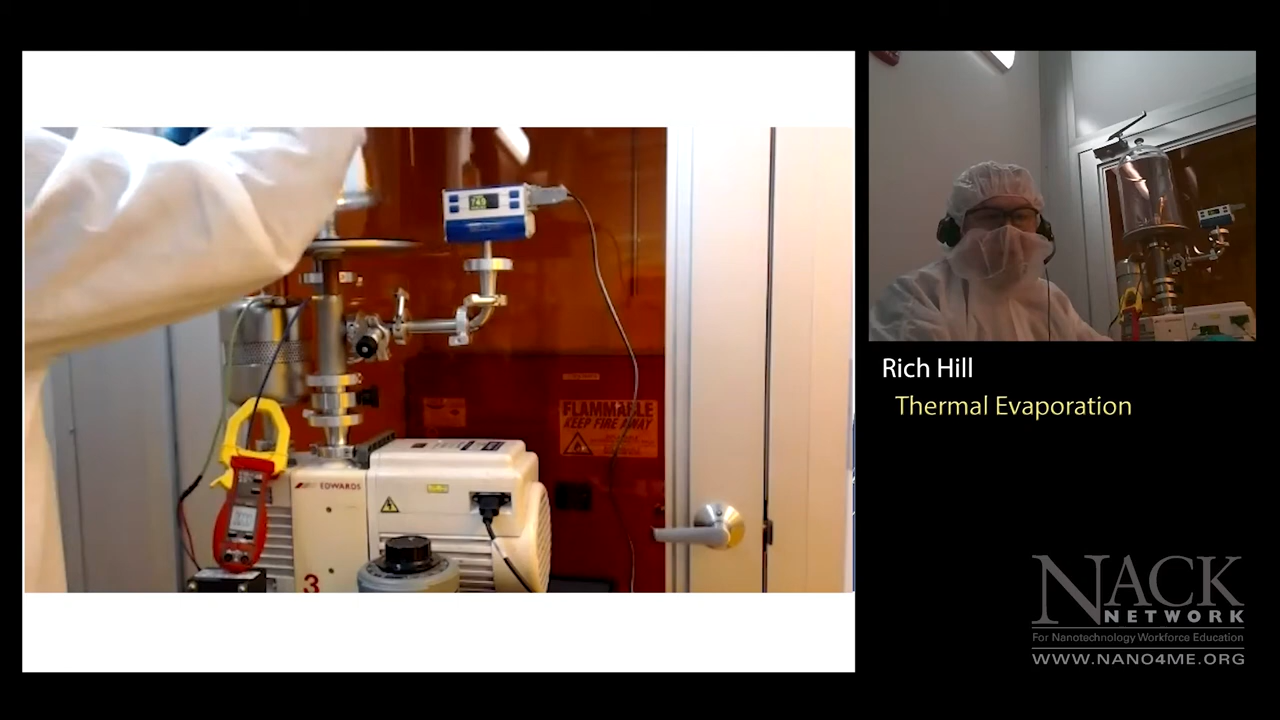 EDWARDS
3
FLAMMABLE
KEEP FIRE AWAY
Rich Hill
Thermal Evaporation
NACK
NETWORK
For Nanotechnology Workforce Education
WWW.NANO4ME.ORG